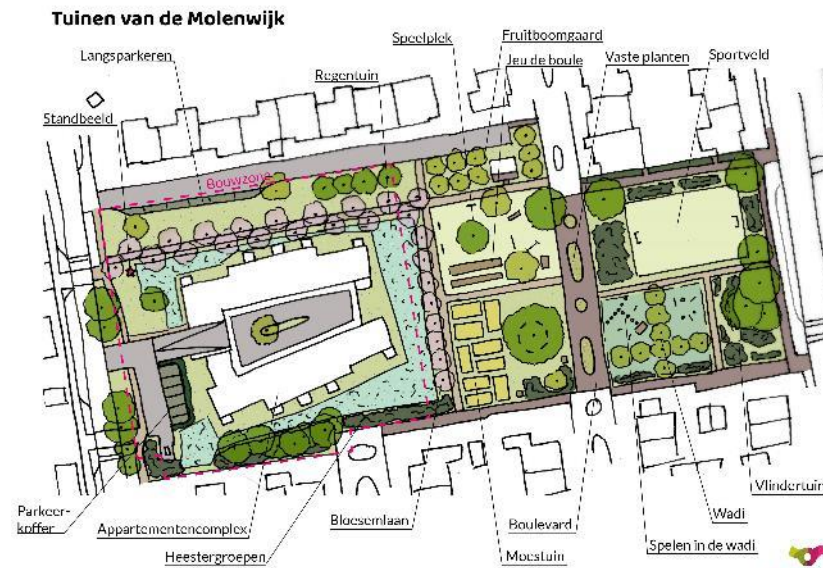 Tuinen van de Molenwijk
Langsparkeren
Speelplek
Fruitboomgaard
Jeu de boule
Vaste planten
Sportveld
Regentuin
Standbeeld
Bouwzone
Parkeer-
koffer
Appartementencomplex
Heestergroepen
Bloesemlaan
Moestuin
Boulevard
Spelen in de wadi
Wadi
Vlindertuin